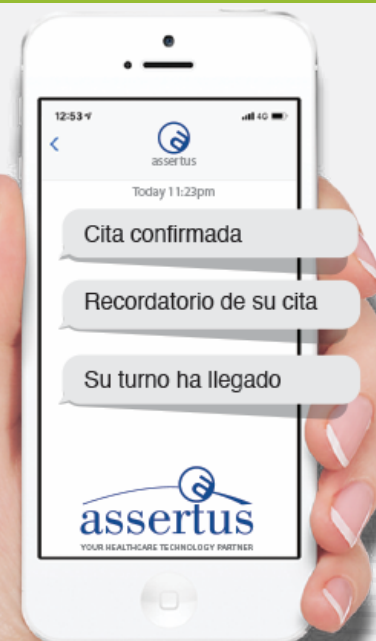 12:53
4G
a
assertus
Today 11:23pm
Cita confirmada
Recordatorio de su cita
Su turno ha llegado
a
assertus
YOUR HEALTHCARE TECHNOLOGY PARTNER